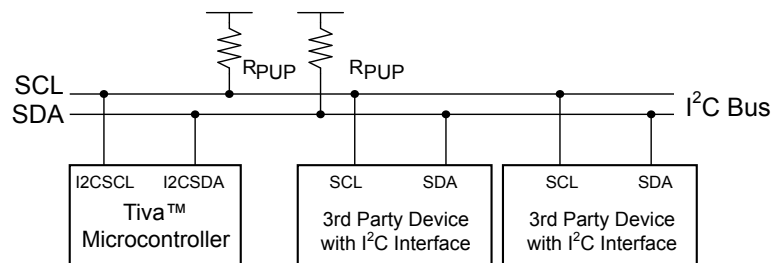 RPUP RPUP
SCL
SDA
I²C Bus
I2CSCL I2CSDA SCL SDA SCL SDA
Tiva™
Microcontroller
3rd Party Device
with I²C Interface
3rd Party Device
with I²C Interface